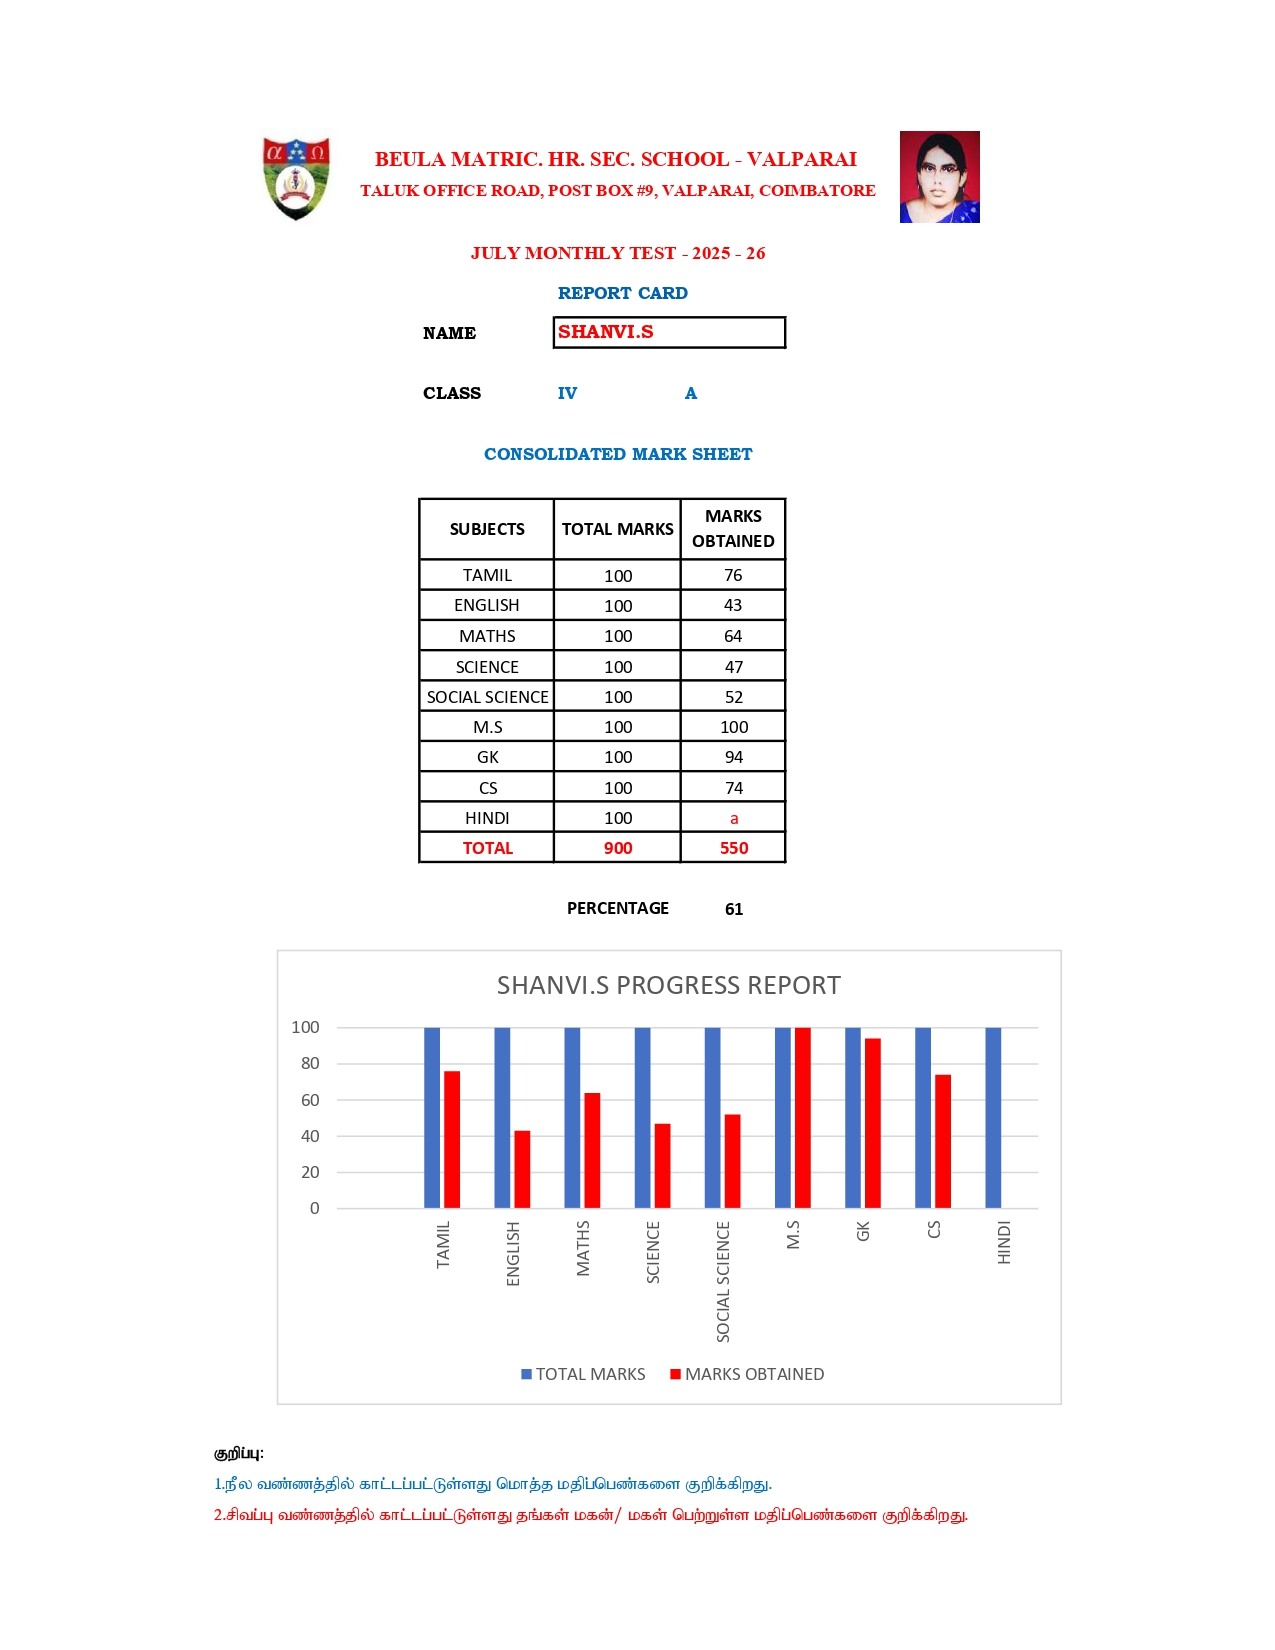 α Ω
BEULA MATRIC. HR. SEC. SCHOOL - VALPARAI
TALUK OFFICE ROAD, POST BOX #9, VALPARAI, COIMBATORE
JULY MONTHLY TEST - 2025 - 26
REPORT CARD
NAME SHANVI.S
CLASS IV A
CONSOLIDATED MARK SHEET
SUBJECTS TOTAL MARKS MARKS OBTAINED
TAMIL 100 76
ENGLISH 100 43
MATHS 100 64
SCIENCE 100 47
SOCIAL SCIENCE 100 52
M.S 100 100
GK 100 94
CS 100 74
HINDI 100 a
TOTAL 900 550
PERCENTAGE 61
SHANVI.S PROGRESS REPORT
100
80
60
40
20
0
TAMIL ENGLISH MATHS SCIENCE SOCIAL SCIENCE M.S GK CS HINDI
TOTAL MARKS MARKS OBTAINED
குறிப்பு:
1.நீல வண்ணத்தில் காட்டப்பட்டுள்ளது மொத்த மதிப்பெண்களை குறிக்கிறது.
2.சிவப்பு வண்ணத்தில் காட்டப்பட்டுள்ளது தங்கள் மகன்/ மகள் பெற்றுள்ள மதிப்பெண்களை குறிக்கிறது.